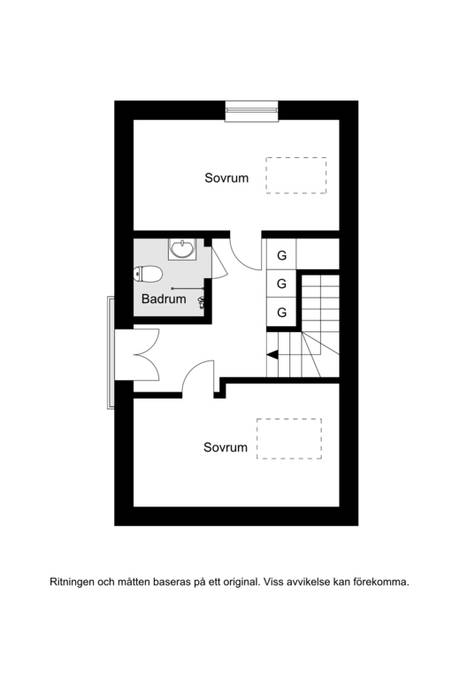 Sovrum
G
G
G
Badrum
Sovrum
Ritningen och måtten baseras på ett original. Viss avvikelse kan förekomma.